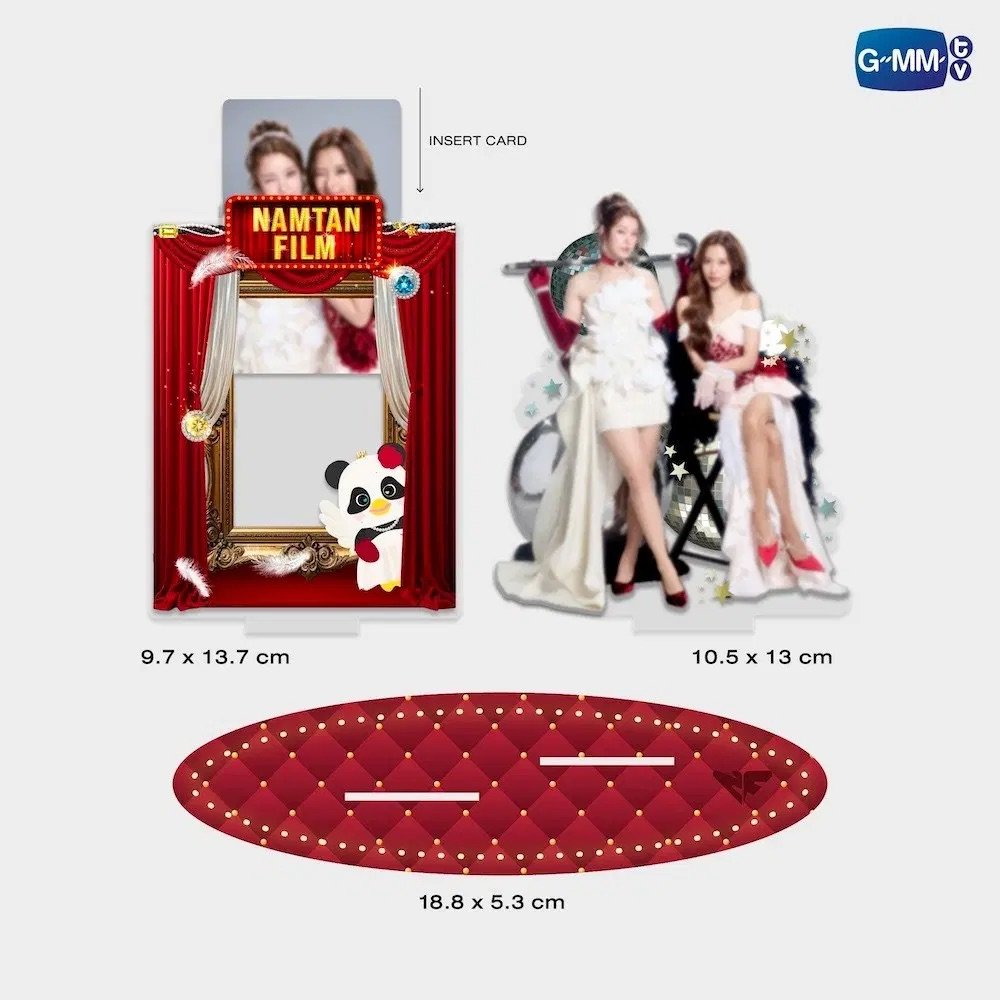 GMM
tv
INSERT CARD
NAMTAN
FILM
9.7 x 13.7 cm
10.5 x 13 cm
18.8 x 5.3 cm